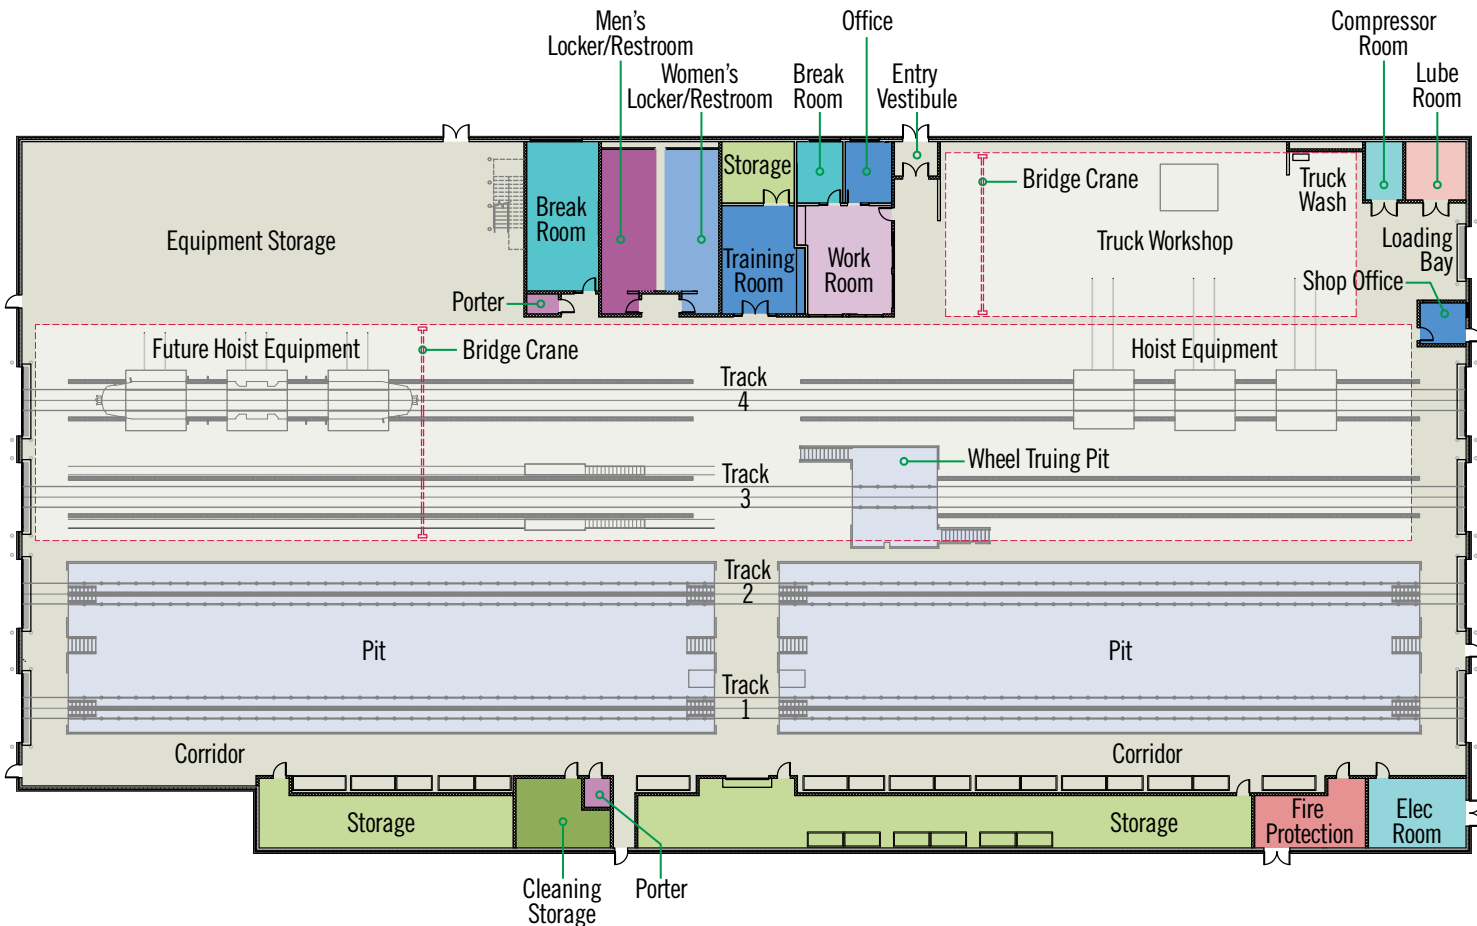 Men's
Locker/Restroom
Women's
Locker/Restroom
Office
Break
Room
Entry
Vestibule
Compressor
Room
Lube
Room
Equipment Storage
Break
Room
Porter
Storage
Training
Room
Work
Room
Bridge Crane
Truck Workshop
Truck
Wash
Loading
Bay
Shop Office
Future Hoist Equipment
Bridge Crane
Track
4
Hoist Equipment
Track
3
Wheel Truing Pit
Track
2
Pit
Pit
Track
1
Corridor
Corridor
Storage
Storage
Fire
Protection
Elec
Room
Cleaning
Storage
Porter